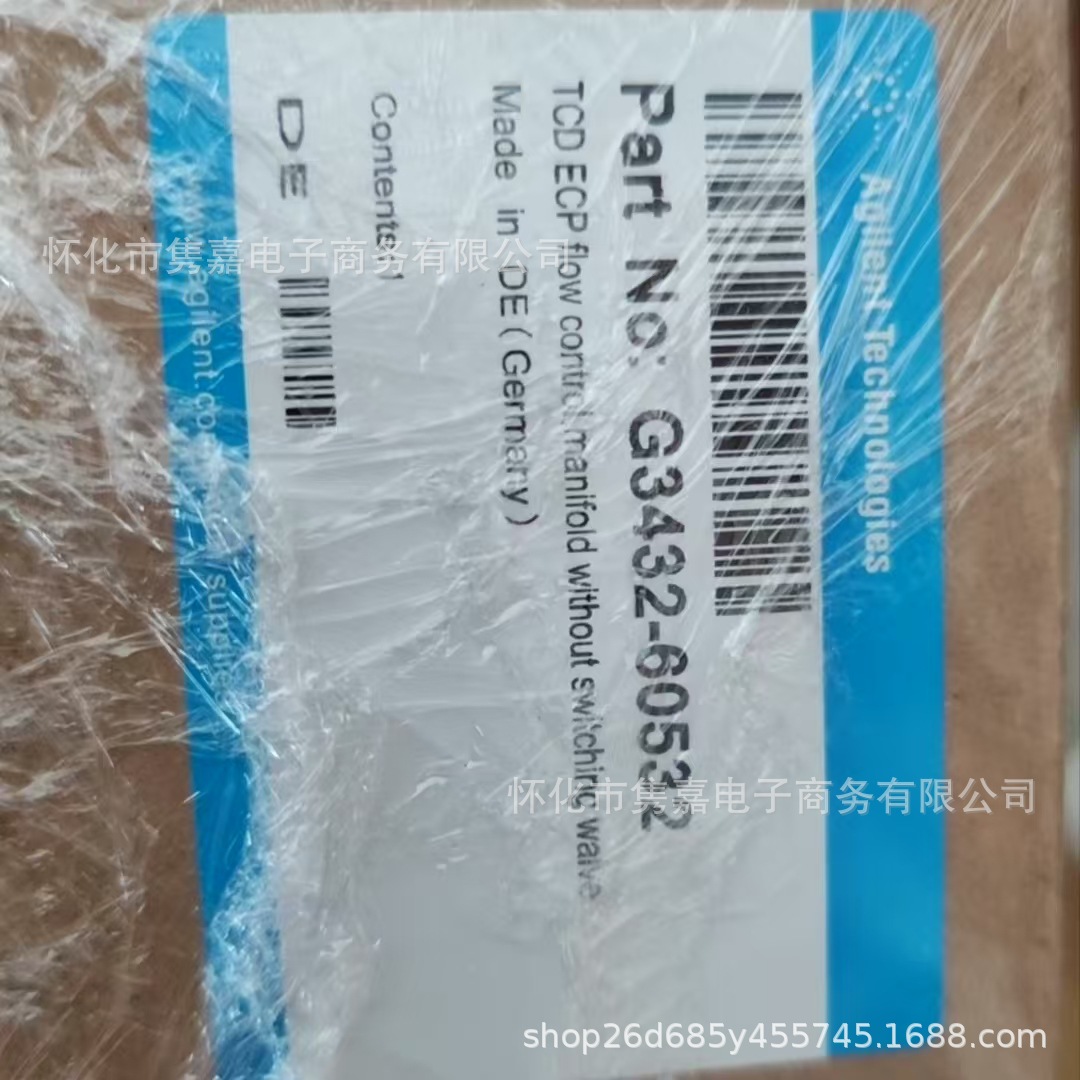 Agilent Technologies
Part No: G3432-60532
TCD ECP flow control manifold without switching waive
Made in DE (Germany)
Contents:1
DE
怀化市隽嘉电子商务有限公司
怀化市隽嘉电子商务有限公司
shop26d685y455745.1688.com